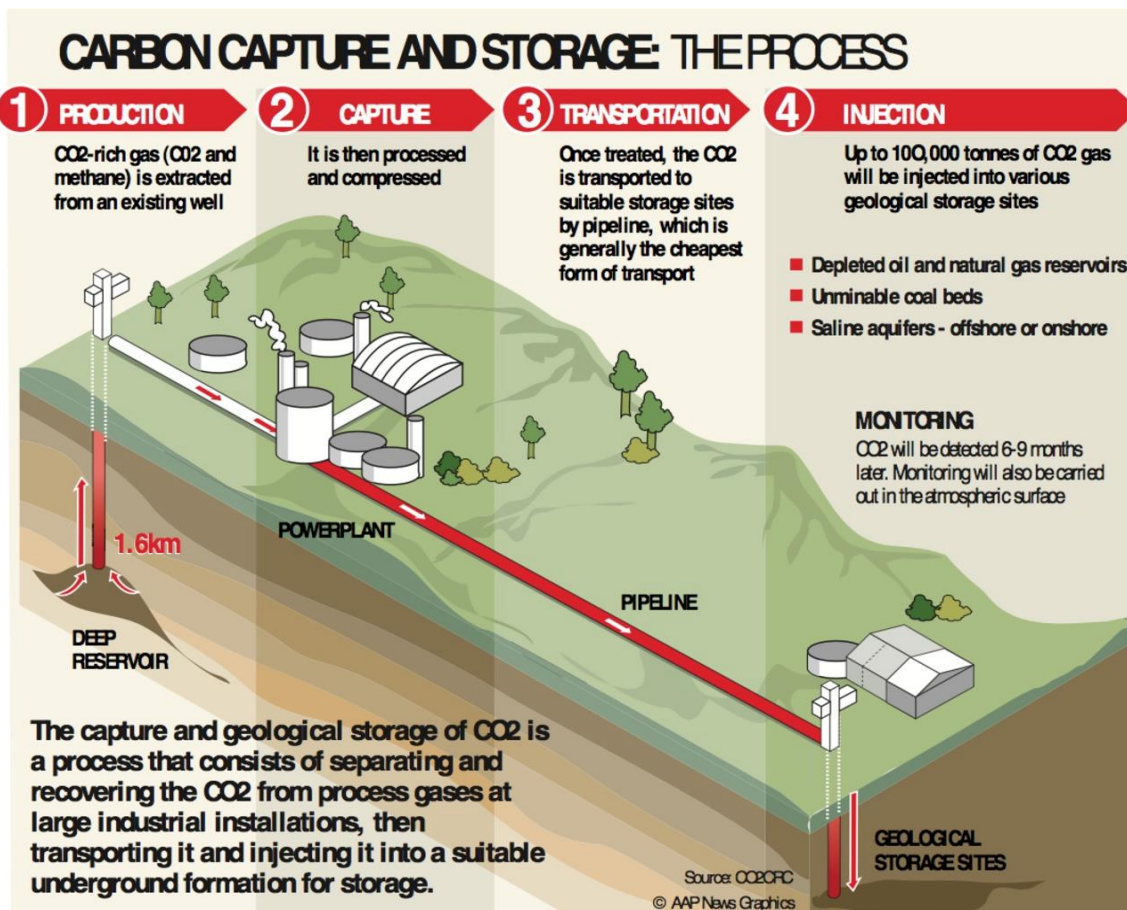 CARBON CAPTURE AND STORAGE: THE PROCESS
1 PRODUCTION
CO2-rich gas (C02 and
methane) is extracted
from an existing well
2 CAPTURE
It is then processed
and compressed
3 TRANSPORTATION
Once treated, the CO2
is transported to
suitable storage sites
by pipeline, which is
generally the cheapest
form of transport
4 INJECTION
Up to 100,000 tonnes of CO2 gas
will be injected into various
geological storage sites
Depleted oil and natural gas reservoirs
Unminable coal beds
Saline aquifers - offshore or onshore
MONITORING
CO2 will be detected 6-9 months
later. Monitoring will also be carried
out in the atmospheric surface
POWERPLANT
1.6km
PIPELINE
DEEP
RESERVOIR
The capture and geological storage of CO2 is
a process that consists of separating and
recovering the CO2 from process gases at
large industrial installations, then
transporting it and injecting it into a suitable
underground formation for storage.
GEOLOGICAL
STORAGE SITES
Source: CO2CRC
© AAP News Graphics